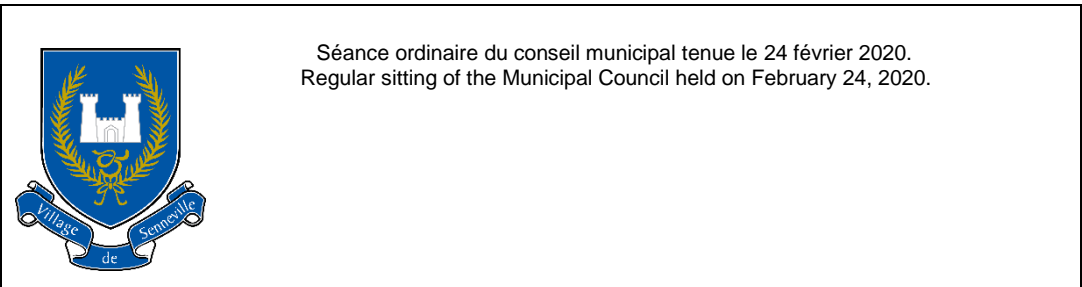 Séance ordinaire du conseil municipal tenue le 24 février 2020.
Regular sitting of the Municipal Council held on February 24, 2020.
Village
de
Senneville